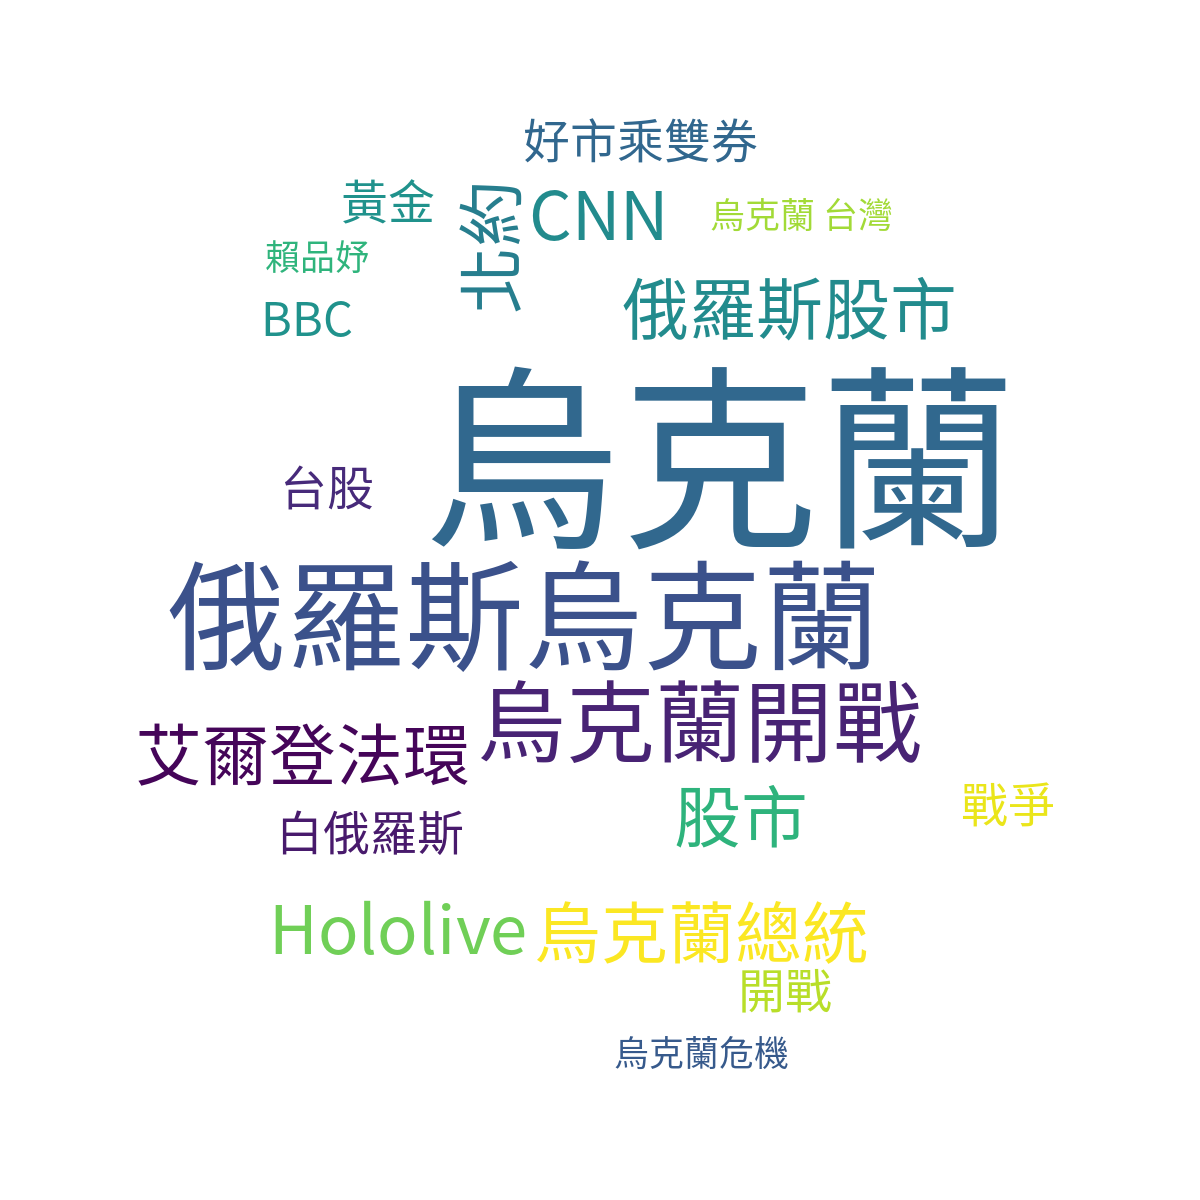 好市乘雙券
黃金
北約
CNN
烏克蘭 台灣
賴品妤
BBC
俄羅斯股市
烏克蘭
台股
俄羅斯烏克蘭
烏克蘭開戰
艾爾登法環
股市
戰爭
白俄羅斯
Hololive
烏克蘭總統
開戰
烏克蘭危機